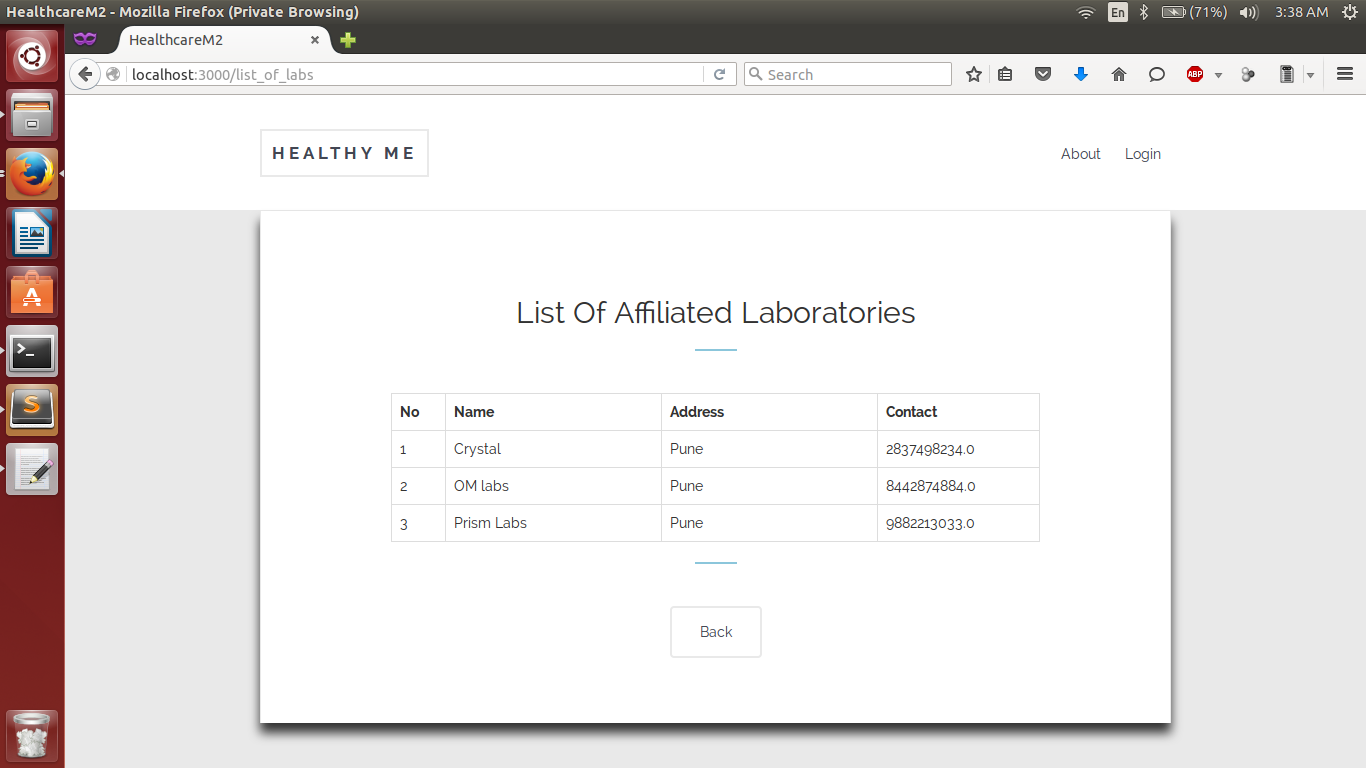 HealthcareM2 - Mozilla Firefox (Private Browsing) En (71%) 3:38 AM
HealthcareM2
localhost:3000/list_of_labs Search ABP
HEALTHY ME About Login
List Of Affiliated Laboratories
No Name Address Contact
1 Crystal Pune 2837498234.0
2 OM labs Pune 8442874884.0
3 Prism Labs Pune 9882213033.0
Back